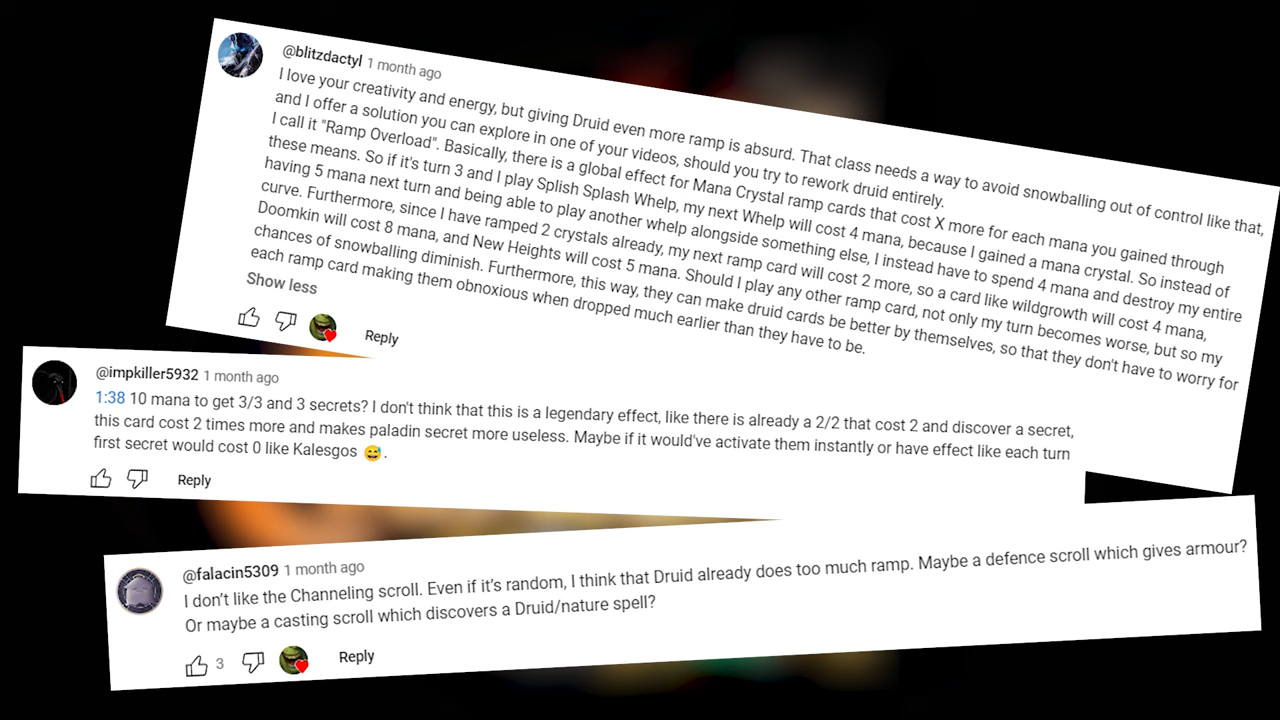 @blitzdactyl 1 month ago
I love your creativity and energy, but giving Druid even more ramp is absurd. That class needs a way to avoid snowballing out of control like that,
and I offer a solution you can explore in one of your videos, should you try to rework druid entirely.
I call it "Ramp Overload". Basically, there is a global effect for Mana Crystal ramp cards that cost X more for each mana you gained through
these means. So if it's turn 3 and I play Splish Splash Whelp, my next Whelp will cost 4 mana, because I gained a mana crystal. So instead of
having 5 mana next turn and being able to play another whelp alongside something else, I instead have to spend 4 mana and destroy my entire
curve. Furthermore, since I have ramped 2 crystals already, my next ramp card will cost 2 more, so a card like wildgrowth will cost 4 mana,
Doomkin will cost 8 mana, and New Heights will cost 5 mana. Should I play any other ramp card, not only my turn becomes worse, but so my
chances of snowballing diminish. Furthermore, this way, they can make druid cards be better by themselves, so that they don't have to worry for
each ramp card making them obnoxious when dropped much earlier than they have to be.
Show less
Reply
@impkiller5932 1 month ago
1:38 10 mana to get 3/3 and 3 secrets? I don't think that this is a legendary effect, like there is already a 2/2 that cost 2 and discover a secret,
this card cost 2 times more and makes paladin secret more useless. Maybe if it would've activate them instantly or have effect like each turn
first secret would cost 0 like Kalesgos 😅.
Reply
@falacin5309 1 month ago
I don't like the Channeling scroll. Even if it's random, I think that Druid already does too much ramp. Maybe a defence scroll which gives armour?
Or maybe a casting scroll which discovers a Druid/nature spell?
3 Reply